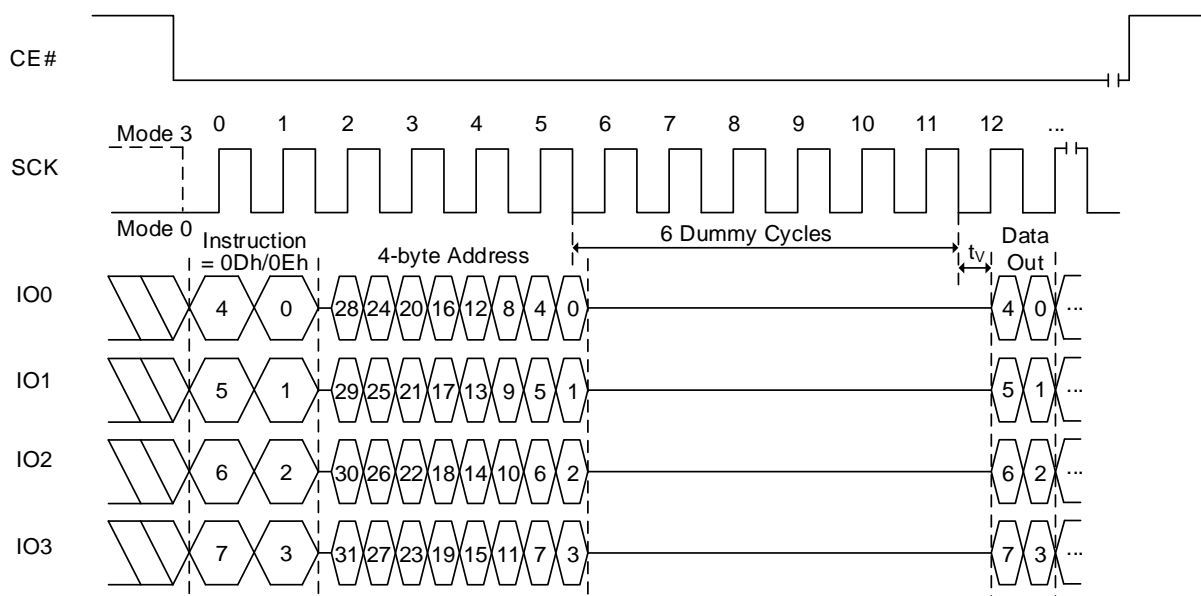 CE#
0 1 2 3 4 5 6 7 8 9 10 11 12 ...
Mode 3
SCK
Mode 0
Instruction
= 0Dh/0Eh
4-byte Address
6 Dummy Cycles
tV
Data
Out
IO0
4 0 28 24 20 16 12 8 4 0 4 0 ...
IO1
5 1 29 25 21 17 13 9 5 1 5 1 ...
IO2
6 2 30 26 22 18 14 10 6 2 6 2 ...
IO3
7 3 31 27 23 19 15 11 7 3 7 3 ...